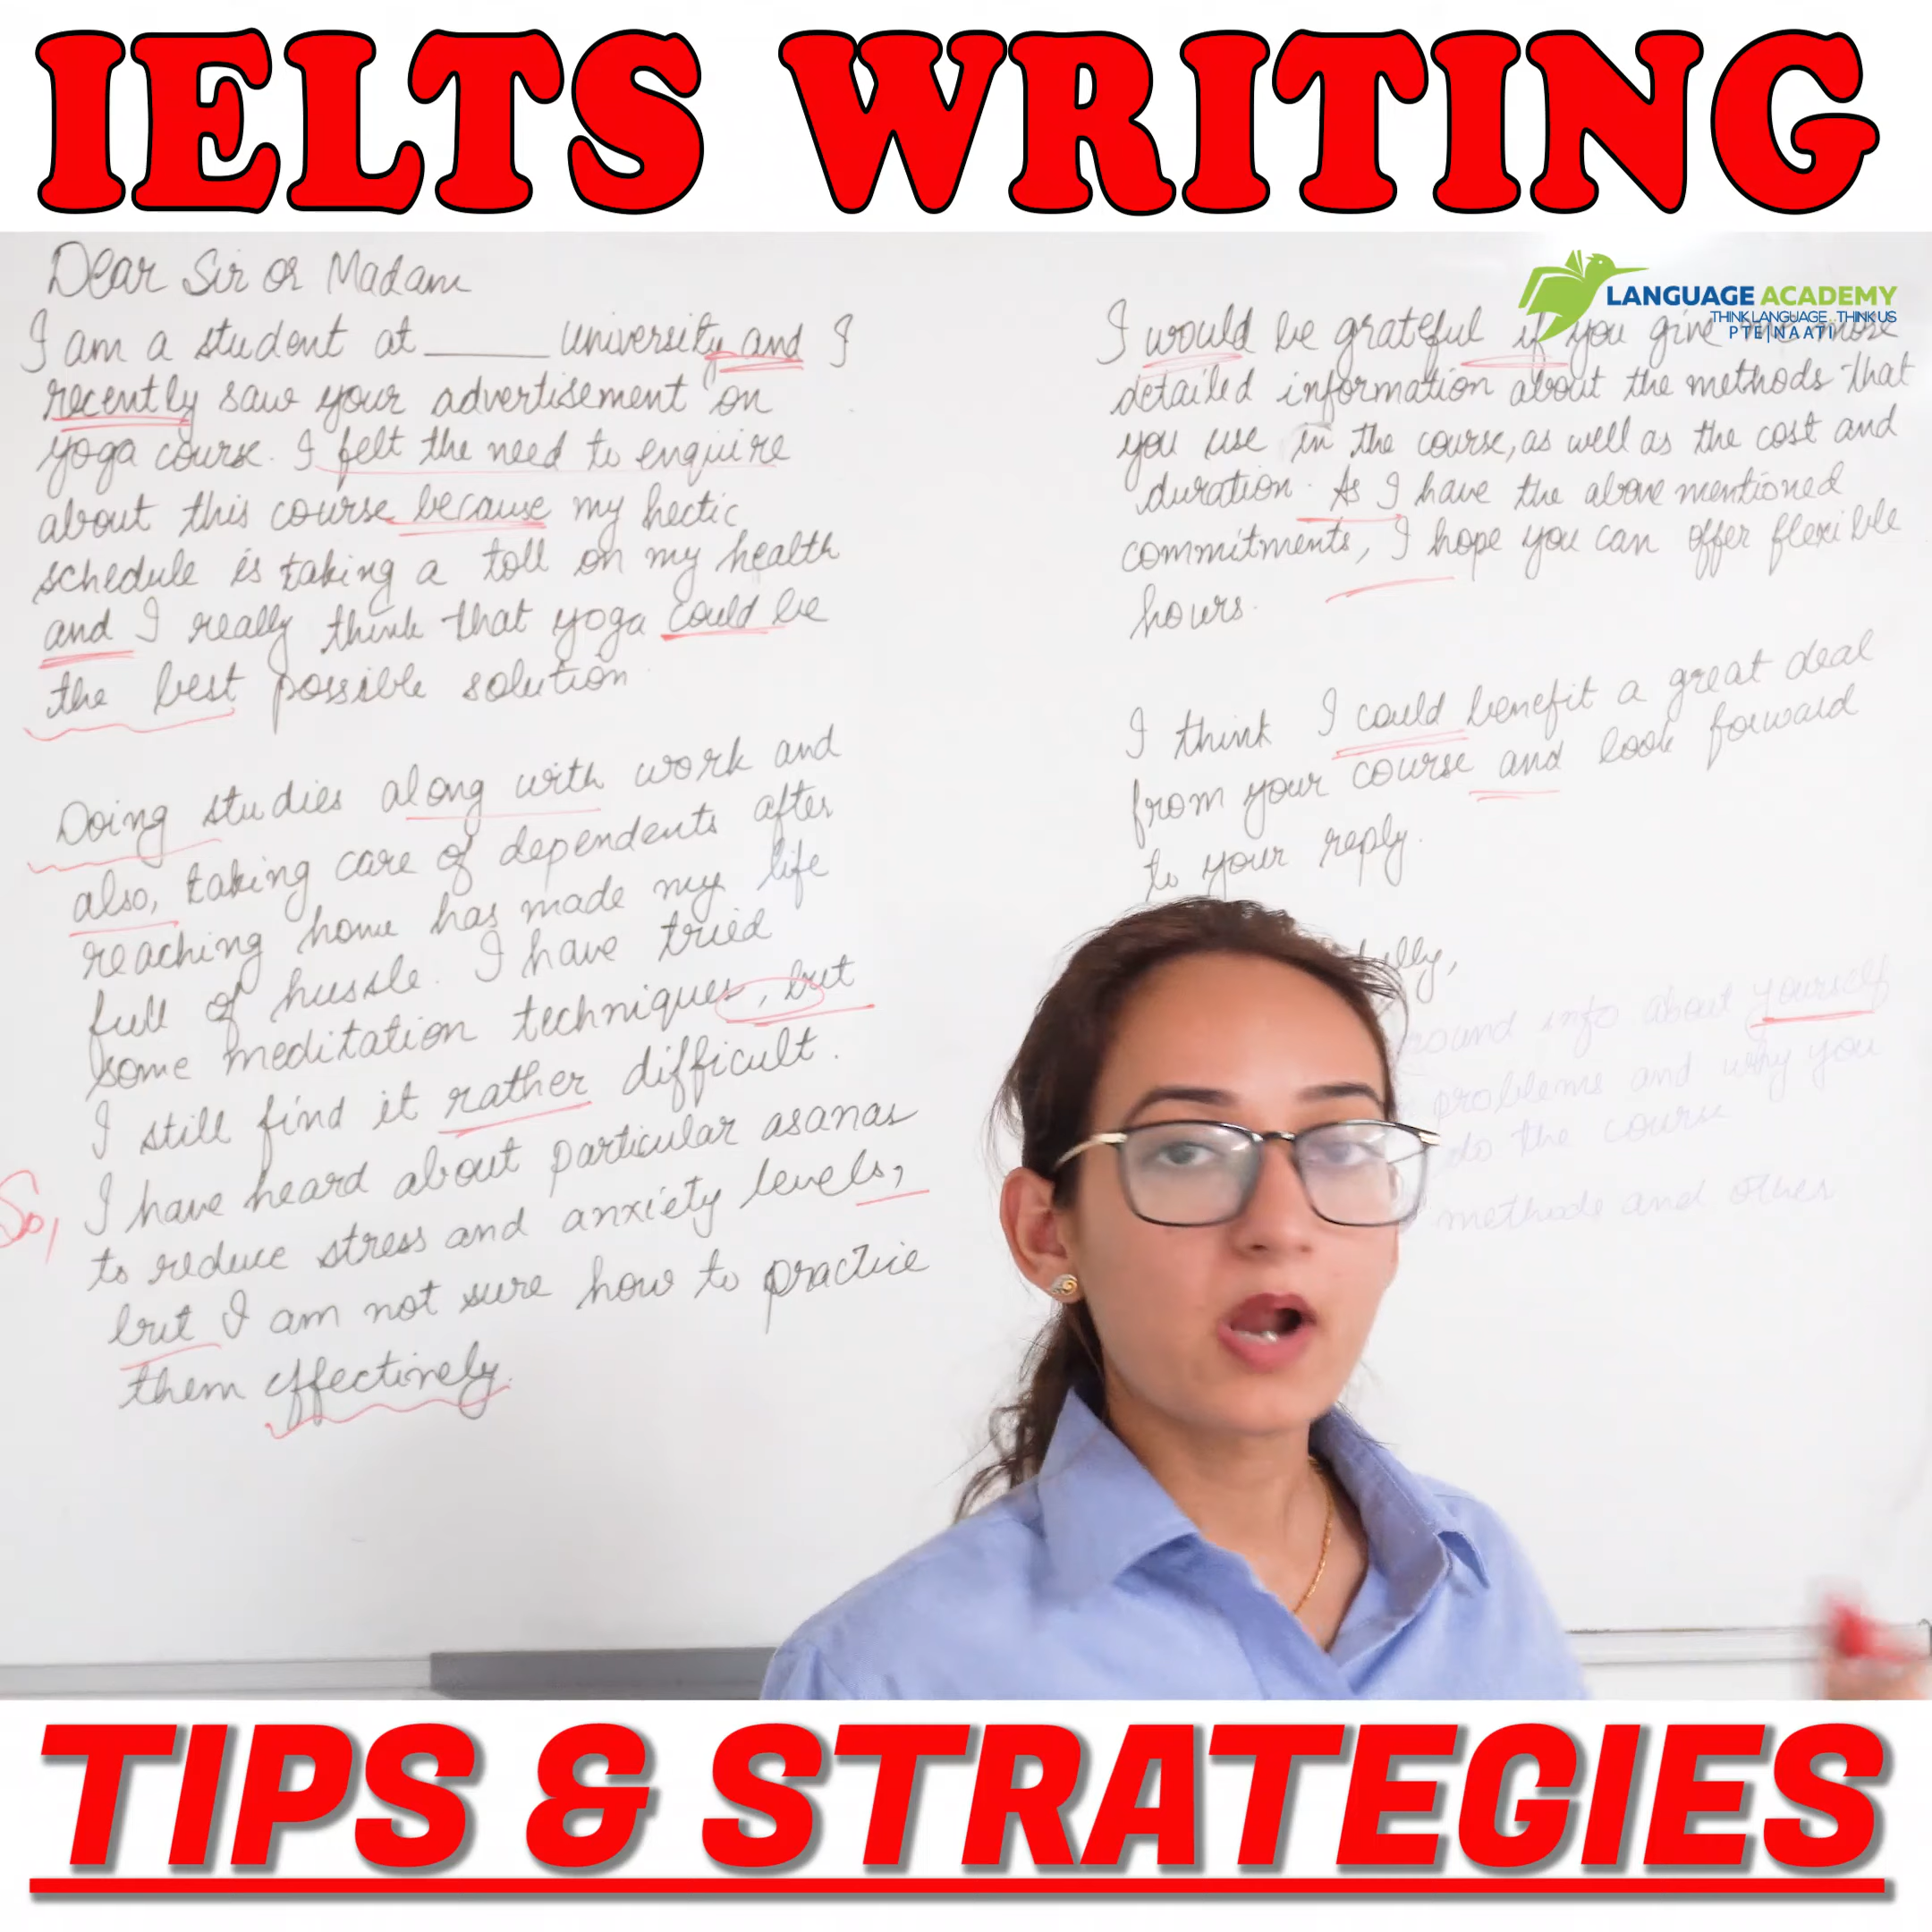 IELTS WRITING
Dear Sir or Madam
I am a student at ____ university and I
recently saw your advertisement on
yoga course. I felt the need to enquire
about this course because my hectic
schedule is taking a toll on my health
and I really think that yoga could be
the best possible solution
Doing studies along with work and
also, taking care of dependents after
reaching home has made my life
full of hussle. I have tried
some meditation techniques, but
I still find it rather difficult.
So, I have heard about particular asanas
to reduce stress and anxiety levels,
but I am not sure how to practice
them effectively.
LANGUAGE ACADEMY
THINK LANGUAGE THINK US
PTE|NAATI
I would be grateful if you give me more
detailed information about the methods that
you use in the course, as well as the cost and
duration. As I have the above mentioned
commitments, I hope you can offer flexible
hours.
I think I could benefit a great deal
from your course and look forward
to your reply.
info about yourself
problems and why you
do the course
methods and other
TIPS & STRATEGIES